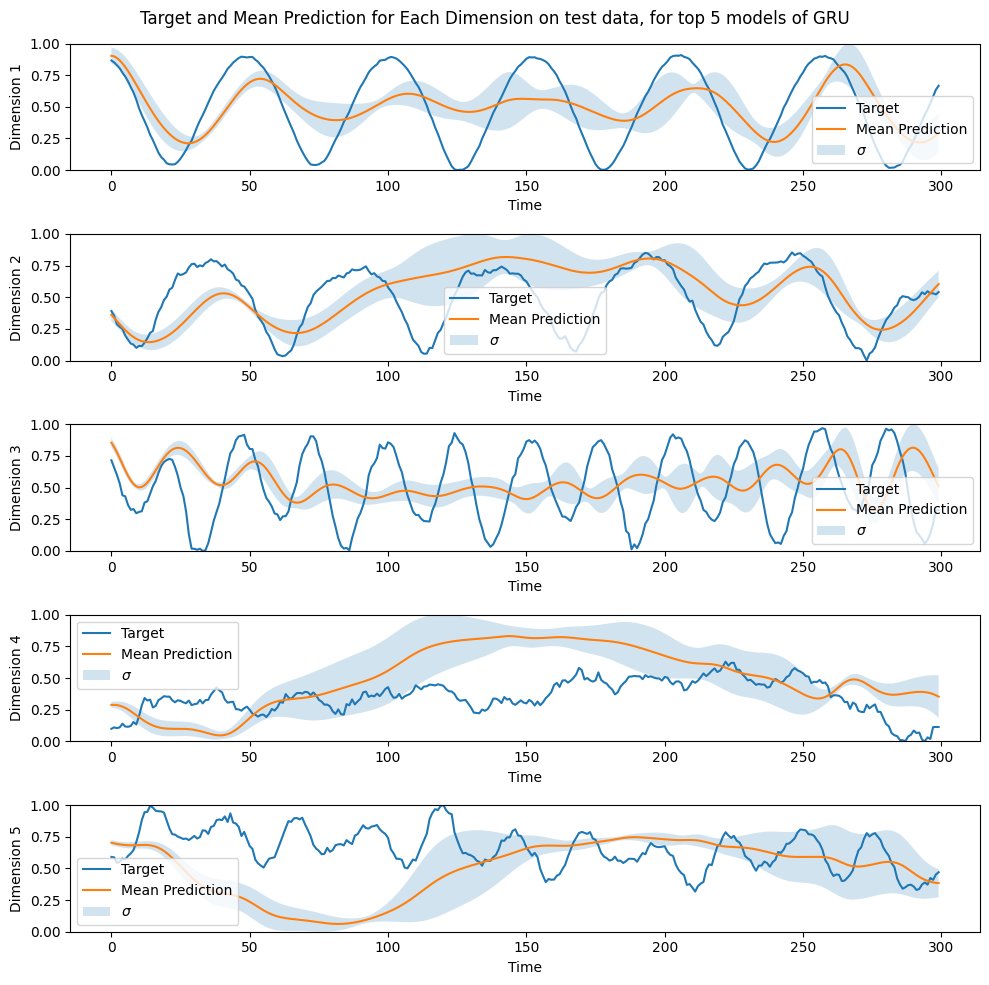 Target and Mean Prediction for Each Dimension on test data, for top 5 models of GRU
1.00
0.75
0.50
0.25
0.00
Dimension 1
Target
Mean Prediction
σ
0 50 100 150 200 250 300
Time
1.00
0.75
0.50
0.25
0.00
Dimension 2
Target
Mean Prediction
σ
0 50 100 150 200 250 300
Time
1.00
0.75
0.50
0.25
0.00
Dimension 3
Target
Mean Prediction
σ
0 50 100 150 200 250 300
Time
1.00
0.75
0.50
0.25
0.00
Dimension 4
Target
Mean Prediction
σ
0 50 100 150 200 250 300
Time
1.00
0.75
0.50
0.25
0.00
Dimension 5
Target
Mean Prediction
σ
0 50 100 150 200 250 300
Time